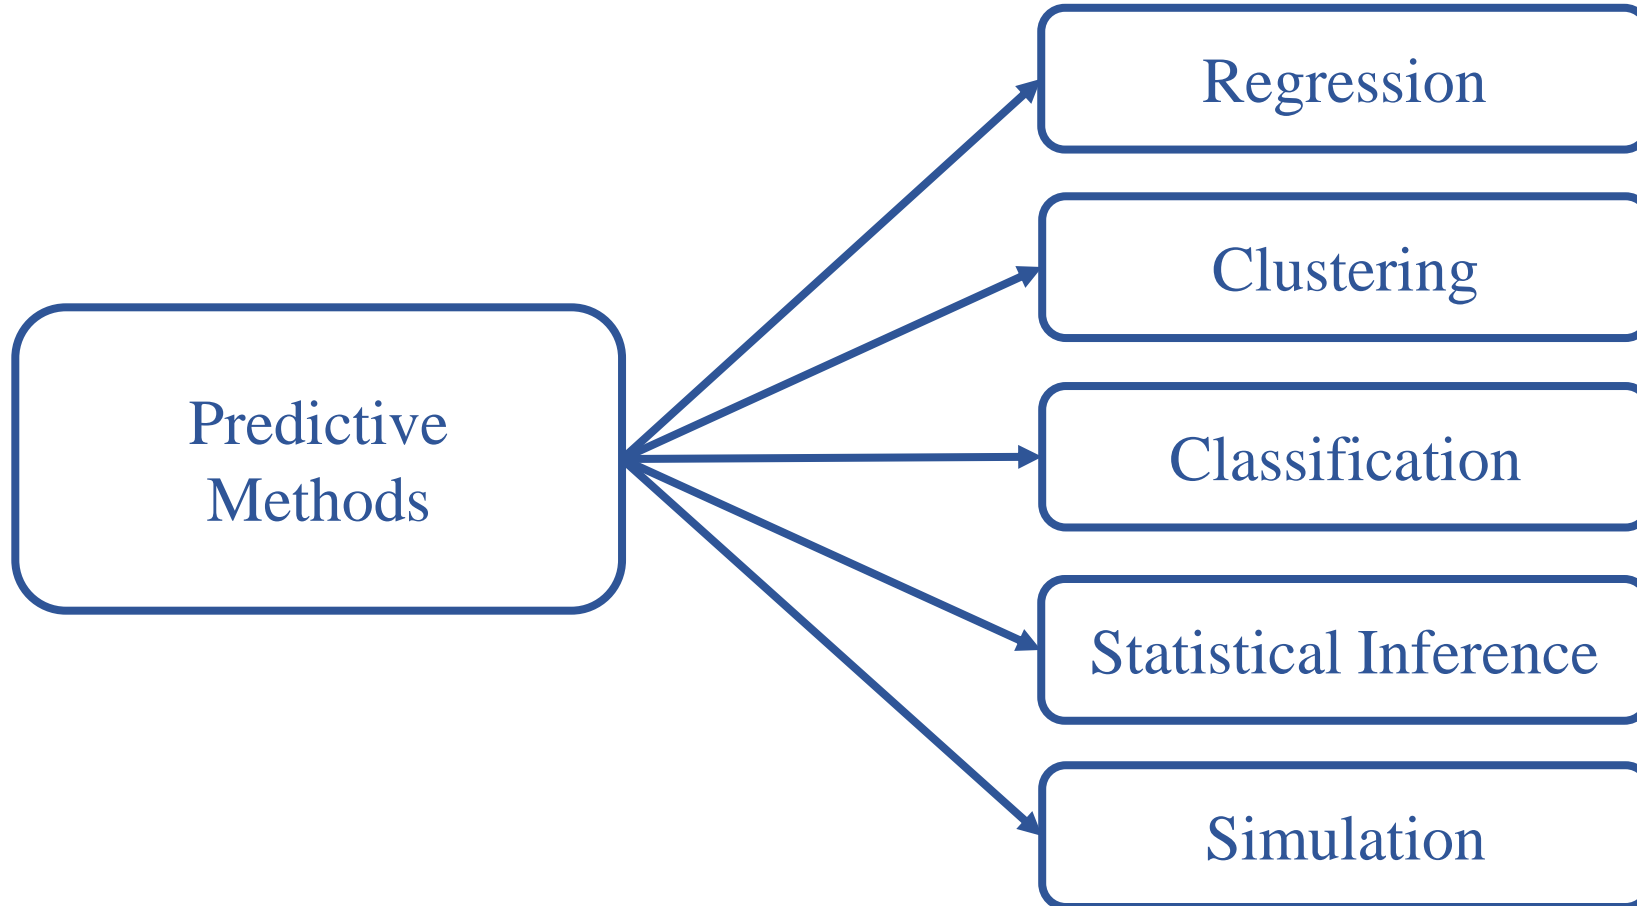 Predictive
Methods
Regression
Clustering
Classification
Statistical Inference
Simulation